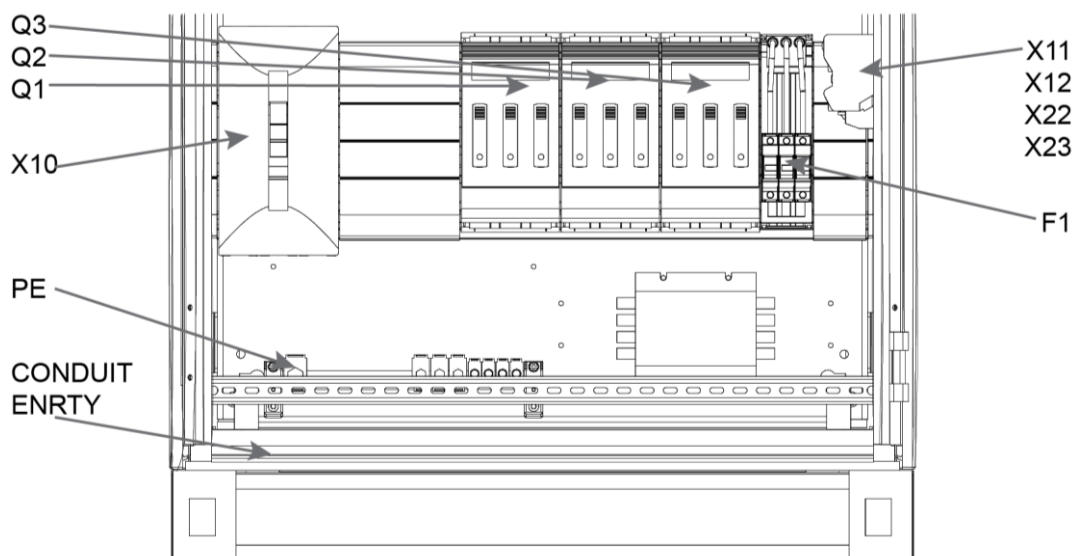 Q3
Q2
Q1
X10
PE
CONDUIT
ENRTY
X11
X12
X22
X23
F1